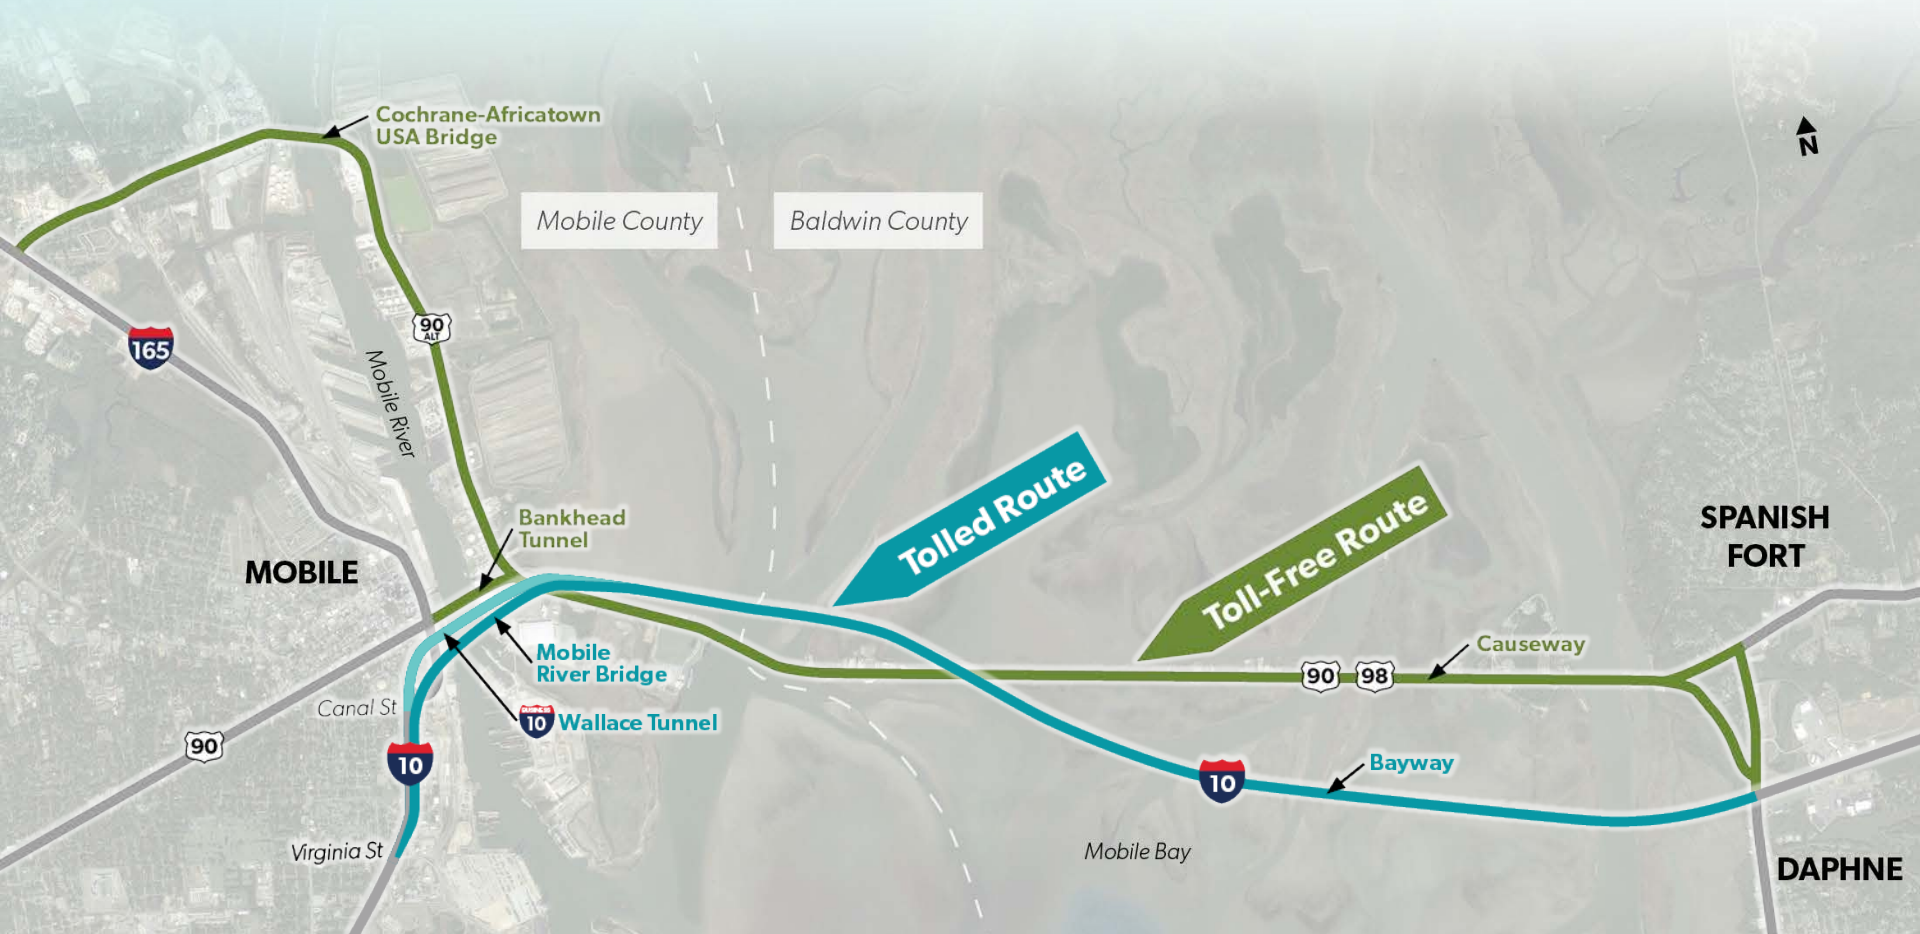 Cochrane-Africatown
USA Bridge
N
Mobile County
Baldwin County
90
ALT
165
Mobile River
Tolled Route
Toll-Free Route
Bankhead
Tunnel
SPANISH
FORT
MOBILE
Mobile
River Bridge
Causeway
90
98
Canal St
10
Wallace Tunnel
90
10
10
Bayway
Virginia St
Mobile Bay
DAPHNE